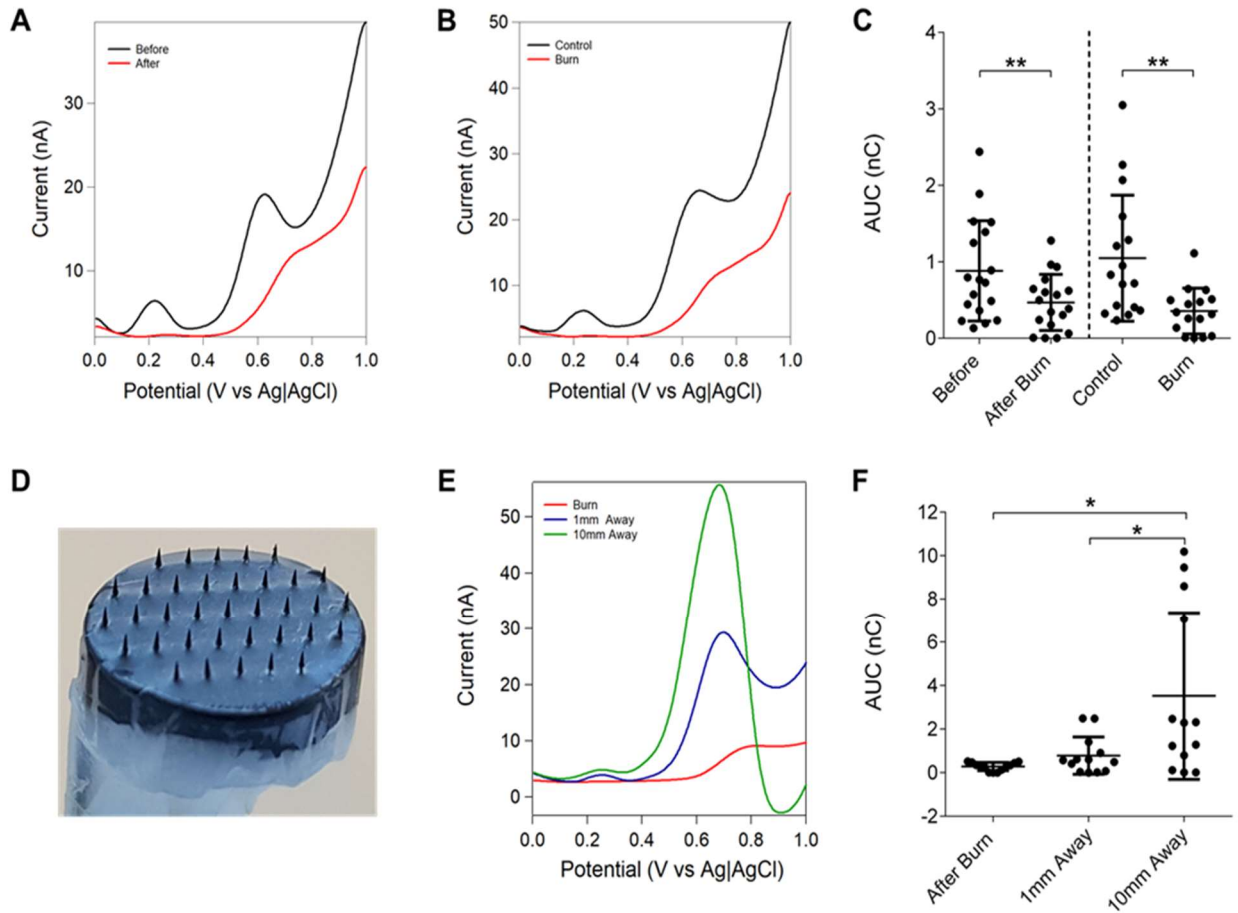 A
Before
After
30
20
10
Current (nA)
0.0 0.2 0.4 0.6 0.8 1.0
Potential (V vs Ag|AgCl)
B
Control
Burn
50
40
30
20
10
Current (nA)
0.0 0.2 0.4 0.6 0.8 1.0
Potential (V vs Ag|AgCl)
C
** **
4
3
2
1
0
AUC (nC)
Before After Burn Control Burn
D
E
Burn
1mm Away
10mm Away
50
40
30
20
10
0
Current (nA)
0.0 0.2 0.4 0.6 0.8 1.0
Potential (V vs Ag|AgCl)
F
*
*
12
10
8
6
4
2
0
-2
AUC (nC)
After Burn 1mm Away 10mm Away